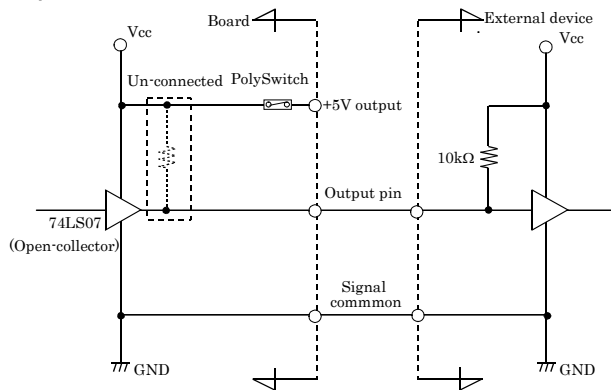 Board
External device
Vcc
Vcc
Un-connected
PolySwitch
+5V output
10kΩ
Output pin
74LS07
(Open-collector)
Signal
commmon
GND
GND